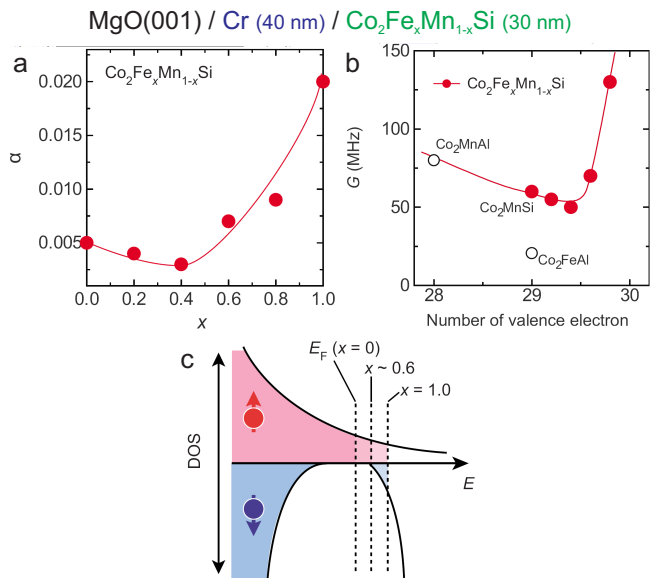 MgO(001) / Cr (40 nm) / Co₂FeₓMn₁₋ₓSi (30 nm)
a
Co₂FeₓMn₁₋ₓSi
0.020
0.015
0.010
0.005
α
0.0 0.2 0.4 0.6 0.8 1.0
x
b
Co₂FeₓMn₁₋ₓSi
150
100
50
0
G (MHz)
Co₂MnAl
Co₂MnSi
Co₂FeAl
28 29 30
Number of valence electron
c
E_F (x = 0)
x ~ 0.6
x = 1.0
DOS
E